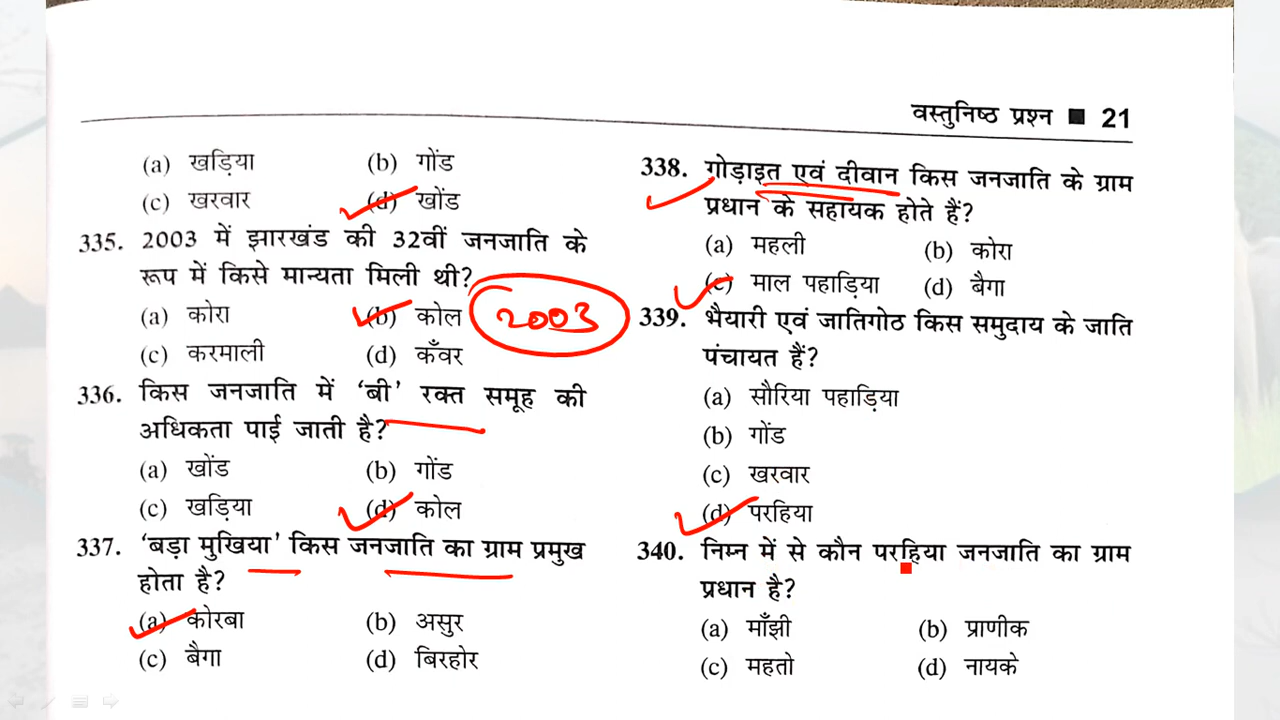 वस्तुनिष्ठ प्रश्न ■ 21
(a) खड़िया (b) गोंड
(c) खरवार (d) खोंड
335. 2003 में झारखंड की 32वीं जनजाति के
रूप में किसे मान्यता मिली थी?
(a) कोरा (b) कोल
2003
(c) करमाली (d) कँवर
336. किस जनजाति में ‘बी’ रक्त समूह की
अधिकता पाई जाती है?
(a) खोंड (b) गोंड
(c) खड़िया (d) कोल
337. ‘बड़ा मुखिया’ किस जनजाति का ग्राम प्रमुख
होता है?
(a) कोरबा (b) असुर
(c) बैगा (d) बिरहोर
338. गोड़ाइत एवं दीवान किस जनजाति के ग्राम
प्रधान के सहायक होते हैं?
(a) महली (b) कोरा
(c) माल पहाड़िया (d) बैगा
339. भैयारी एवं जातिगोठ किस समुदाय के जाति
पंचायत हैं?
(a) सौरिया पहाड़िया
(b) गोंड
(c) खरवार
(d) परहिया
340. निम्न में से कौन परहिया जनजाति का ग्राम
प्रधान है?
(a) माँझी (b) प्राणीक
(c) महतो (d) नायके